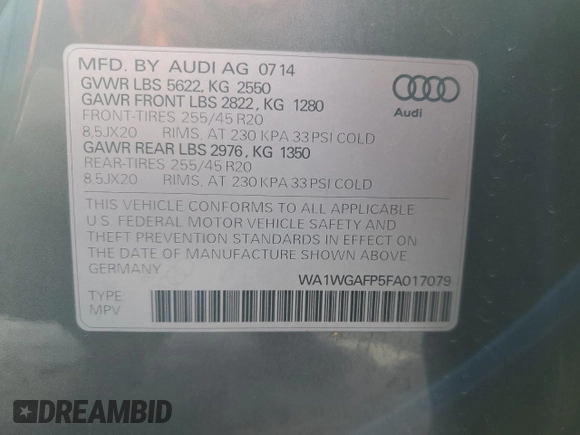 MFD. BY AUDI AG 07 14
GVWR LBS 5622, KG 2550
GAWR FRONT LBS 2822, KG 1280
FRONT-TIRES 255/45 R20
8,5JX20 RIMS, AT 230 KPA 33 PSI COLD
GAWR REAR LBS 2976, KG 1350
REAR-TIRES 255/45 R20
8,5JX20 RIMS, AT 230 KPA 33 PSI COLD
Audi
THIS VEHICLE CONFORMS TO ALL APPLICABLE
U.S. FEDERAL MOTOR VEHICLE SAFETY AND
THEFT PREVENTION STANDARDS IN EFFECT ON
THE DATE OF MANUFACTURE SHOWN ABOVE
GERMANY
WA1WGAFP5FA017079
TYPE
MPV
DREAMBID